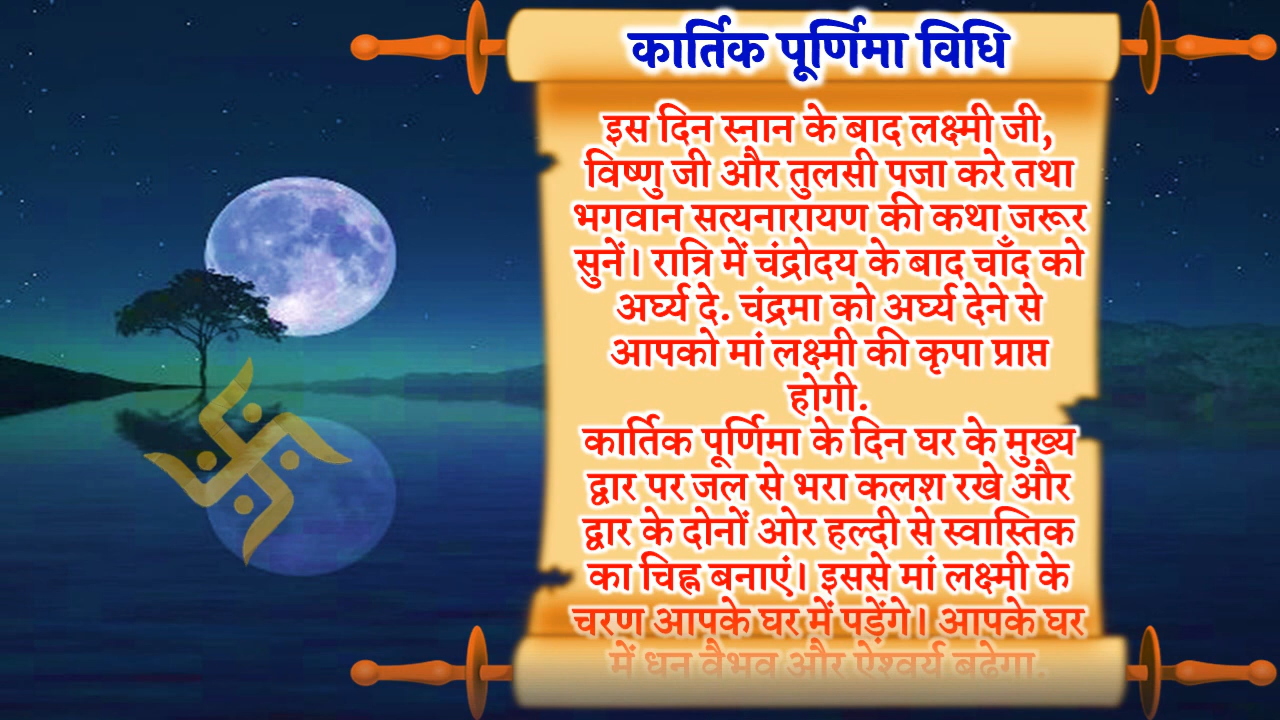 कार्तिक पूर्णिमा विधि
इस दिन स्नान के बाद लक्ष्मी जी,
विष्णु जी और तुलसी पजा करे तथा
भगवान सत्यनारायण की कथा जरूर
सुनें। रात्रि में चंद्रोदय के बाद चाँद को
अर्घ्य दे. चंद्रमा को अर्घ्य देने से
आपको मां लक्ष्मी की कृपा प्राप्त
होगी.
कार्तिक पूर्णिमा के दिन घर के मुख्य
द्वार पर जल से भरा कलश रखे और
द्वार के दोनों ओर हल्दी से स्वास्तिक
का चिह्न बनाएं। इससे मां लक्ष्मी के
चरण आपके घर में पड़ेंगे। आपके घर
में धन वैभव और ऐश्वर्य बढेगा.